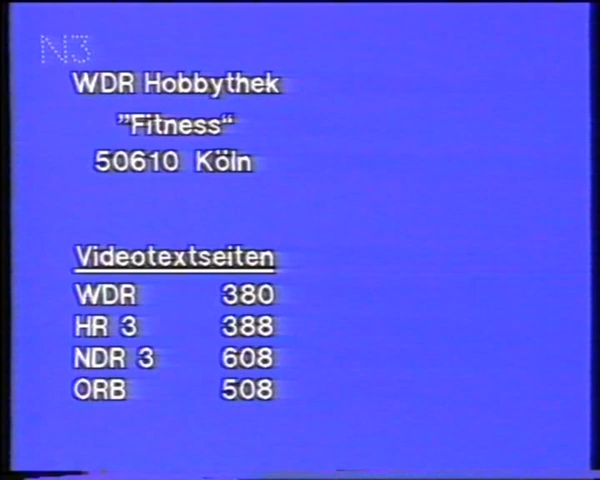 N3
WDR Hobbythek
”Fitness“
50610 Köln
Videotextseiten
WDR 380
HR 3 388
NDR 3 608
ORB 508